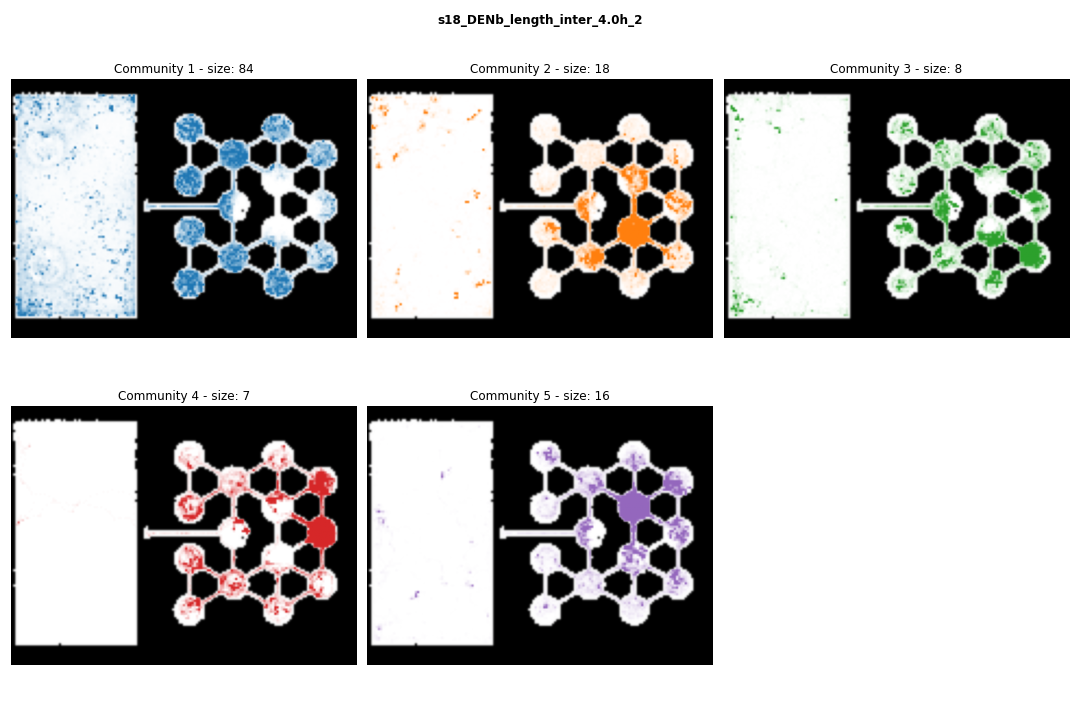 s18_DENb_length_inter_4.0h_2
Community 1 - size: 84
Community 2 - size: 18
Community 3 - size: 8
Community 4 - size: 7
Community 5 - size: 16